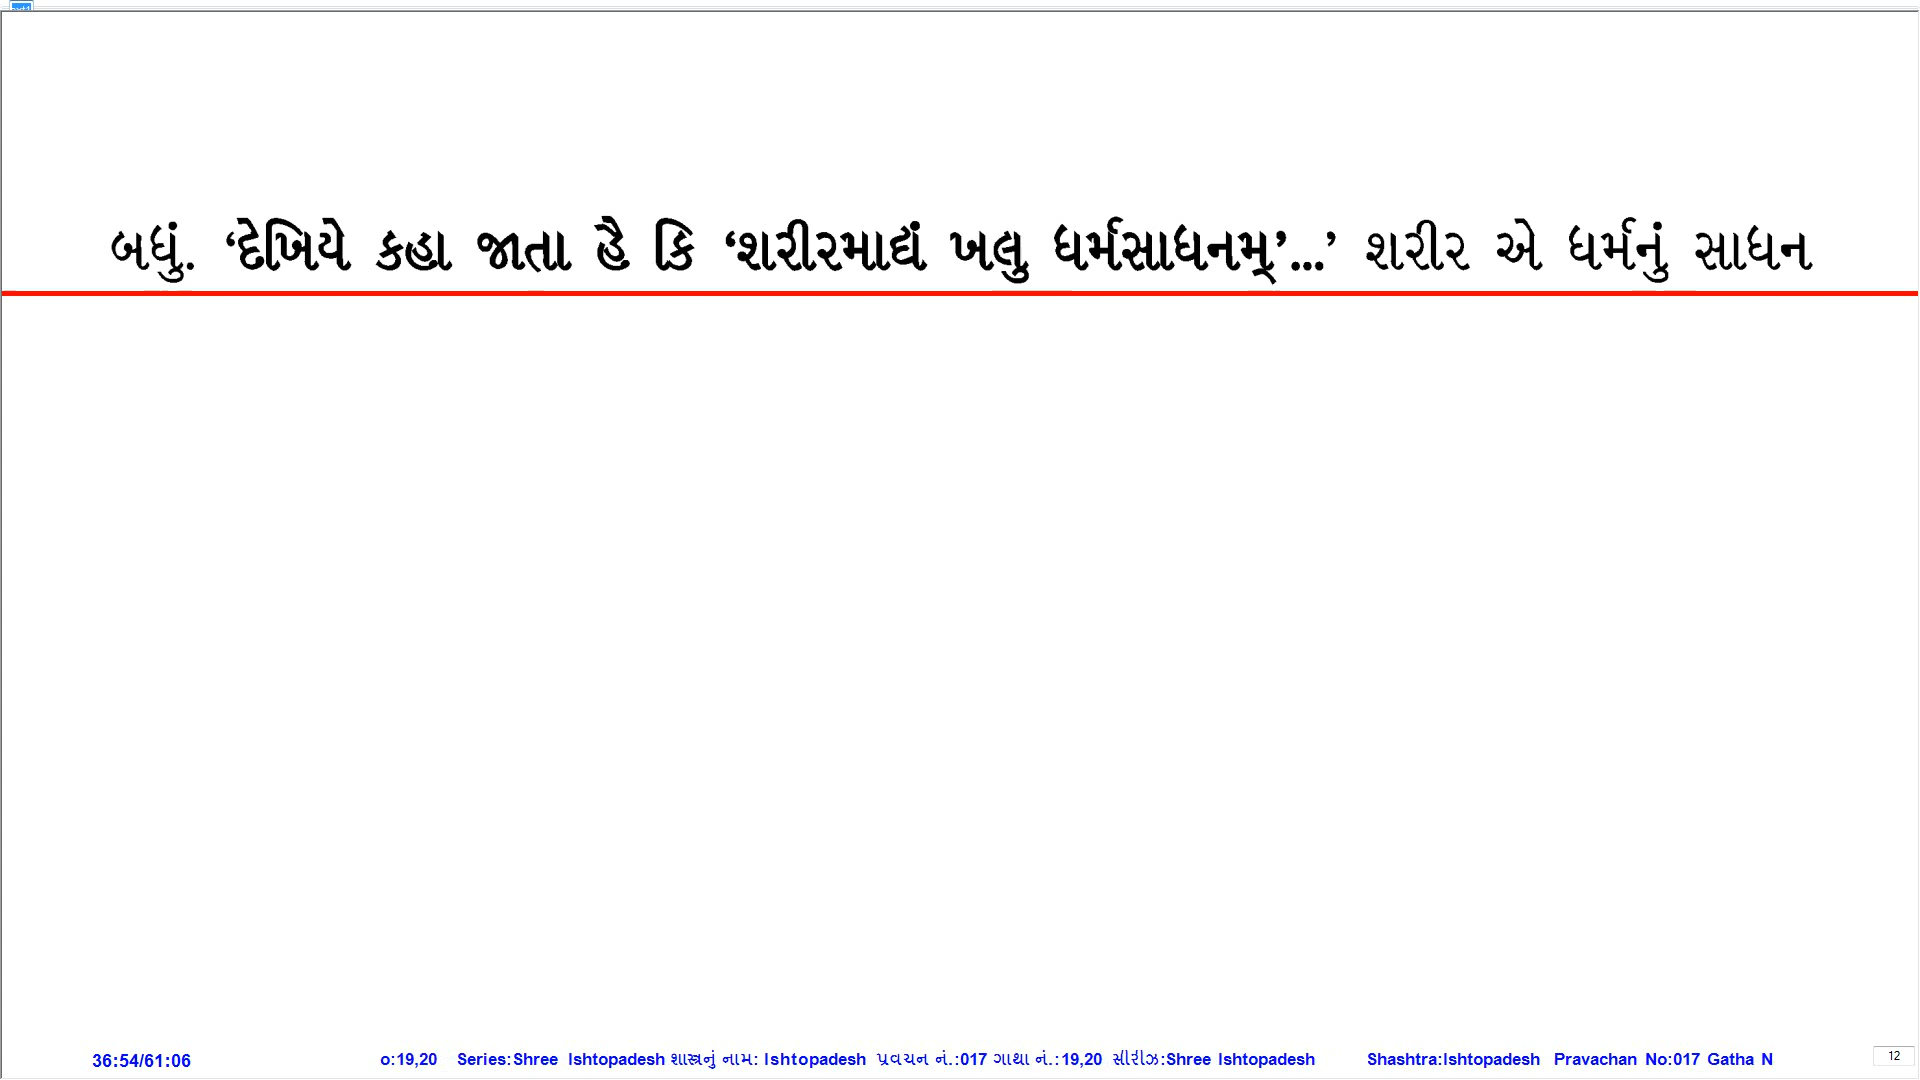 બધું. ‘દેખિયે કહા જાતા હૈ કિ ‘શરીરમાદ્યં ખલુ ધર્મસાધનમ્’...’ શરીર એ ધર્મનું સાધન
36:54/61:06 o:19,20 Series:Shree Ishtopadesh શાસ્ત્રનું નામ: Ishtopadesh પ્રવચન નં.:017 ગાથા નં.:19,20 સીરીઝ:Shree Ishtopadesh Shashtra:Ishtopadesh Pravachan No:017 Gatha N 12